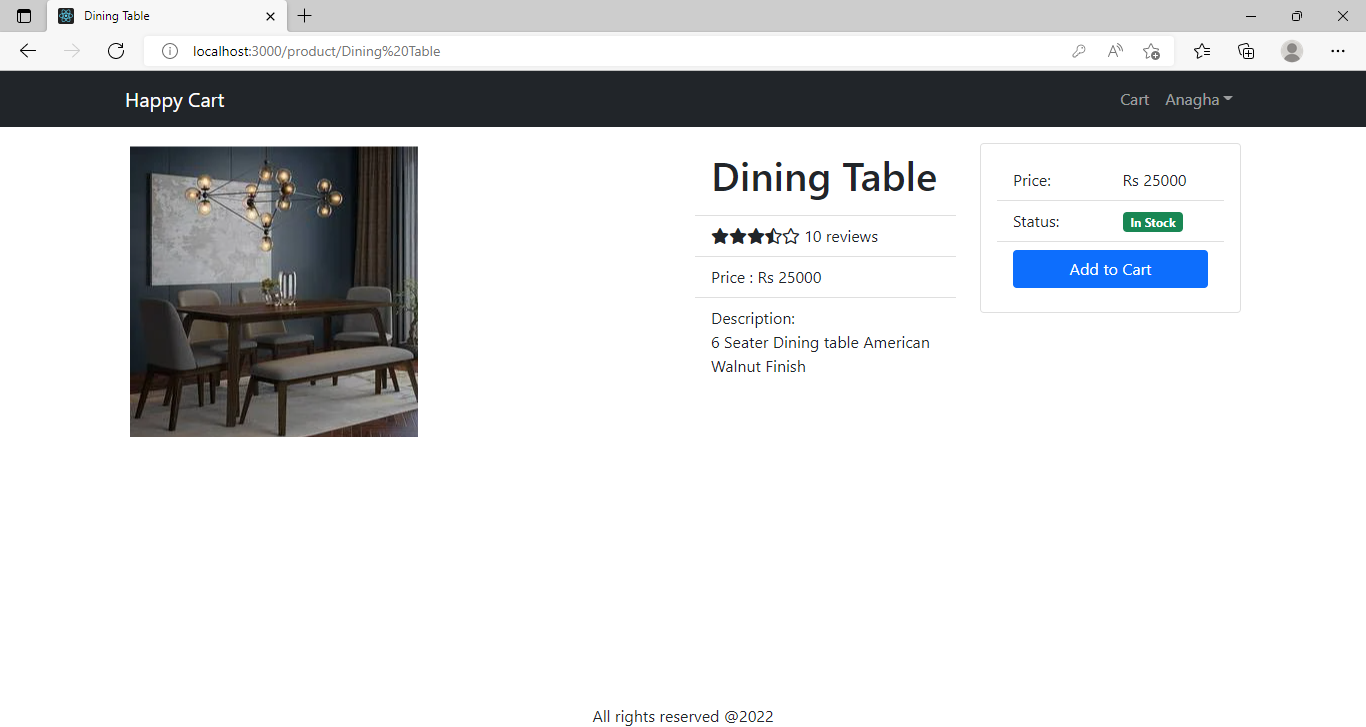 Dining Table
localhost:3000/product/Dining%20Table
Happy Cart
Cart
Anagha
Dining Table
10 reviews
Price : Rs 25000
Description:
6 Seater Dining table American
Walnut Finish
Price:
Rs 25000
Status:
In Stock
Add to Cart
All rights reserved @2022